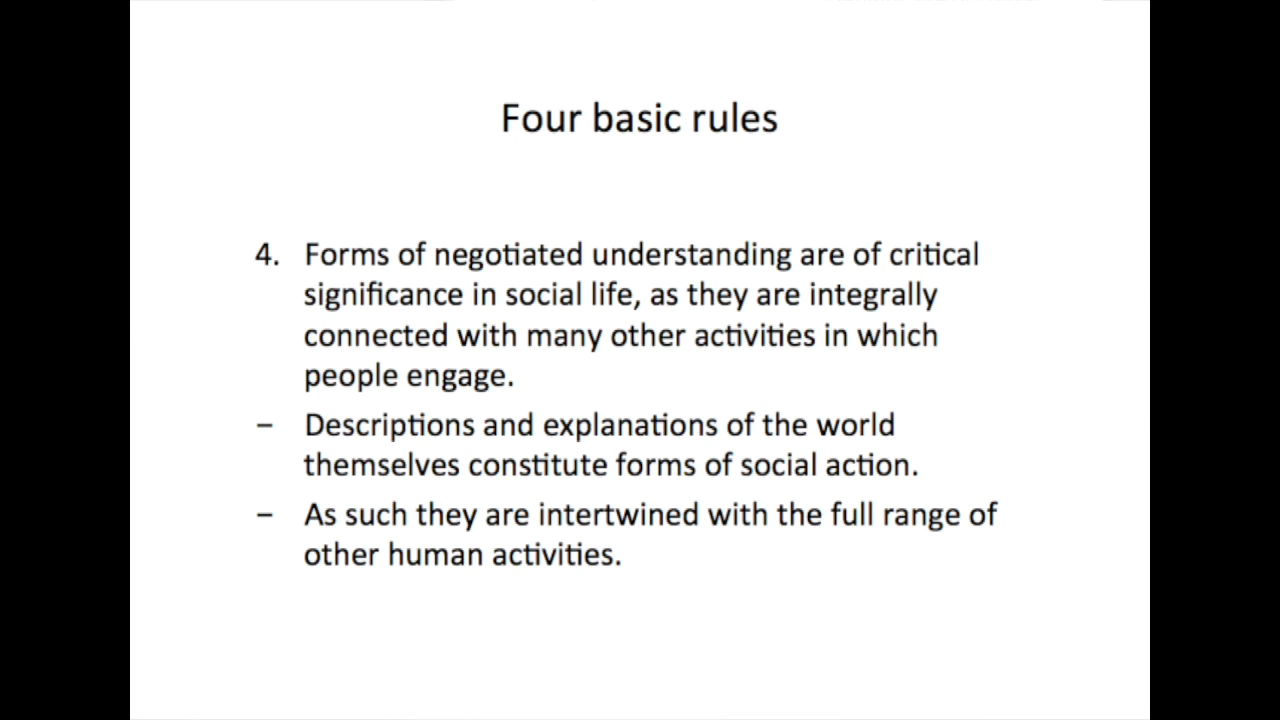 Four basic rules
4. Forms of negotiated understanding are of critical
significance in social life, as they are integrally
connected with many other activities in which
people engage.
– Descriptions and explanations of the world
themselves constitute forms of social action.
– As such they are intertwined with the full range of
other human activities.